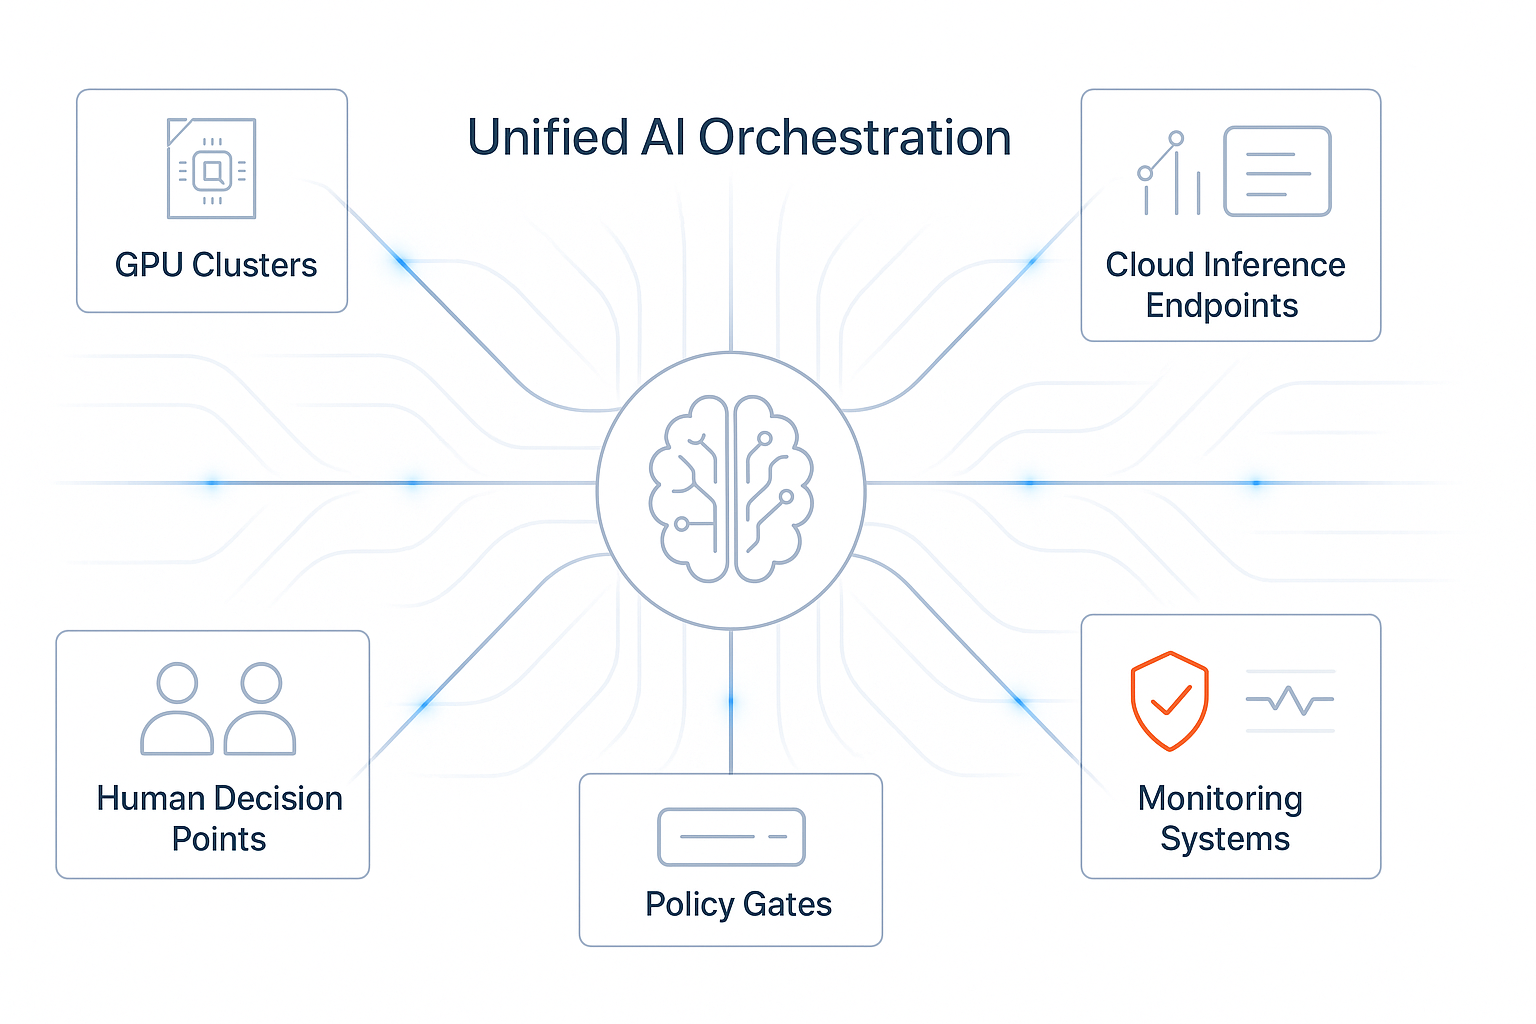 Unified AI Orchestration
GPU Clusters
Cloud Inference
Endpoints
Human Decision
Points
Policy Gates
Monitoring
Systems